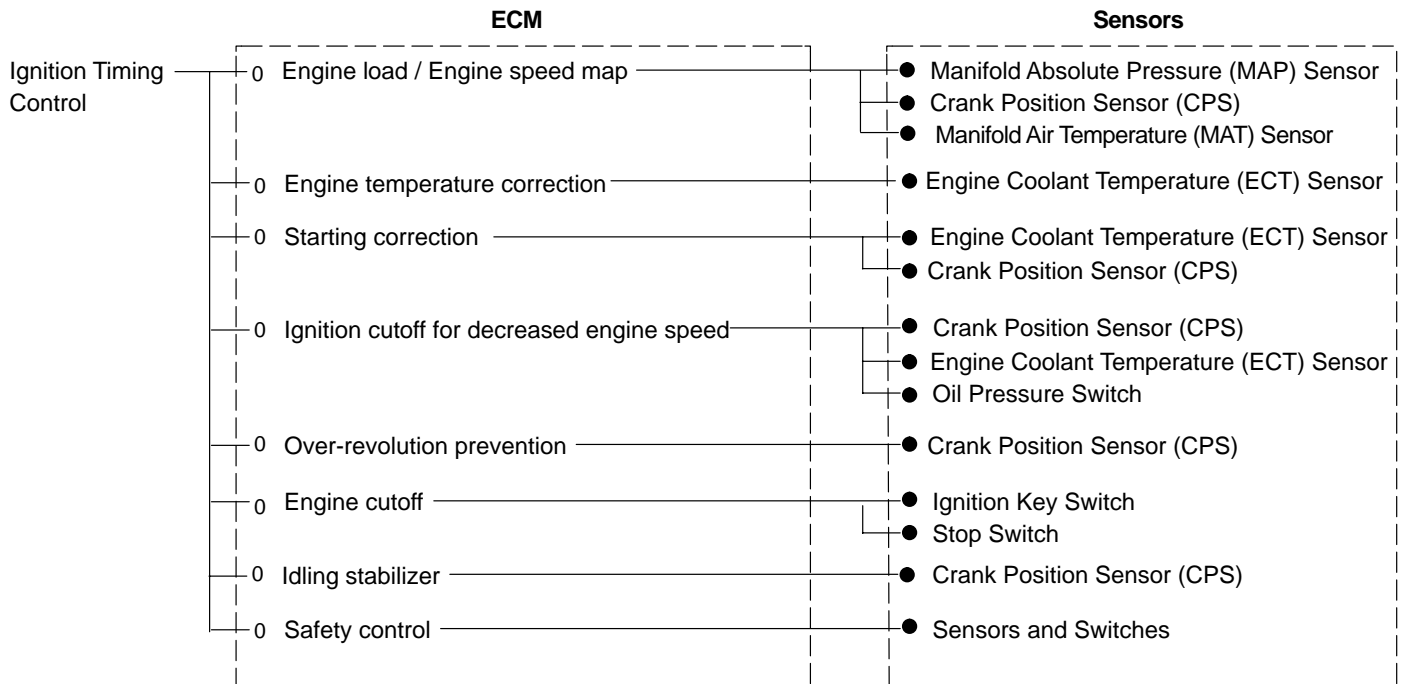 ECM Sensors
Ignition Timing
Control
0 Engine load / Engine speed map ● Manifold Absolute Pressure (MAP) Sensor
● Crank Position Sensor (CPS)
● Manifold Air Temperature (MAT) Sensor
0 Engine temperature correction ● Engine Coolant Temperature (ECT) Sensor
0 Starting correction ● Engine Coolant Temperature (ECT) Sensor
● Crank Position Sensor (CPS)
0 Ignition cutoff for decreased engine speed ● Crank Position Sensor (CPS)
● Engine Coolant Temperature (ECT) Sensor
● Oil Pressure Switch
0 Over-revolution prevention ● Crank Position Sensor (CPS)
0 Engine cutoff ● Ignition Key Switch
● Stop Switch
0 Idling stabilizer ● Crank Position Sensor (CPS)
0 Safety control ● Sensors and Switches